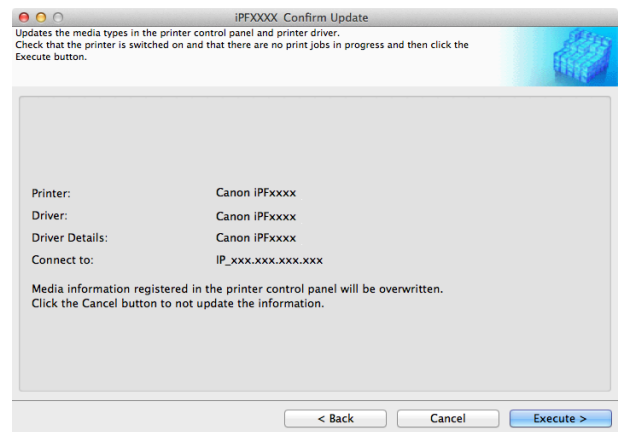 iPFXXXX Confirm Update
Updates the media types in the printer control panel and printer driver.
Check that the printer is switched on and that there are no print jobs in progress and then click the
Execute button.
Printer: Canon iPFxxxx
Driver: Canon iPFxxxx
Driver Details: Canon iPFxxxx
Connect to: IP_xxx.xxx.xxx.xxx
Media information registered in the printer control panel will be overwritten.
Click the Cancel button to not update the information.
< Back Cancel Execute >